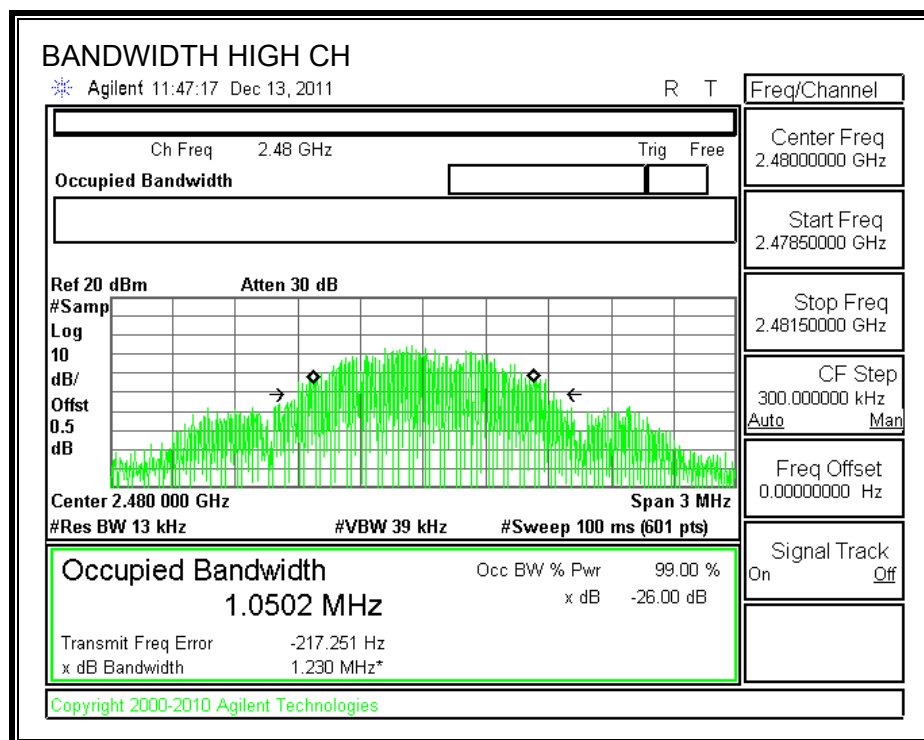 BANDWIDTH HIGH CH
Agilent 11:47:17 Dec 13, 2011 R T
Ch Freq 2.48 GHz Trig Free
Occupied Bandwidth
Ref 20 dBm Atten 30 dB
#Samp
Log
10
dB/
Offst
0.5
dB
Center 2.480 000 GHz Span 3 MHz
#Res BW 13 kHz #VBW 39 kHz #Sweep 100 ms (601 pts)
Occupied Bandwidth Occ BW % Pwr 99.00 %
1.0502 MHz x dB -26.00 dB
Transmit Freq Error -217.251 Hz
x dB Bandwidth 1.230 MHz*
Copyright 2000-2010 Agilent Technologies
Freq/Channel
Center Freq
2.48000000 GHz
Start Freq
2.47850000 GHz
Stop Freq
2.48150000 GHz
CF Step
300.000000 kHz
Auto Man
Freq Offset
0.00000000 Hz
Signal Track
On Off